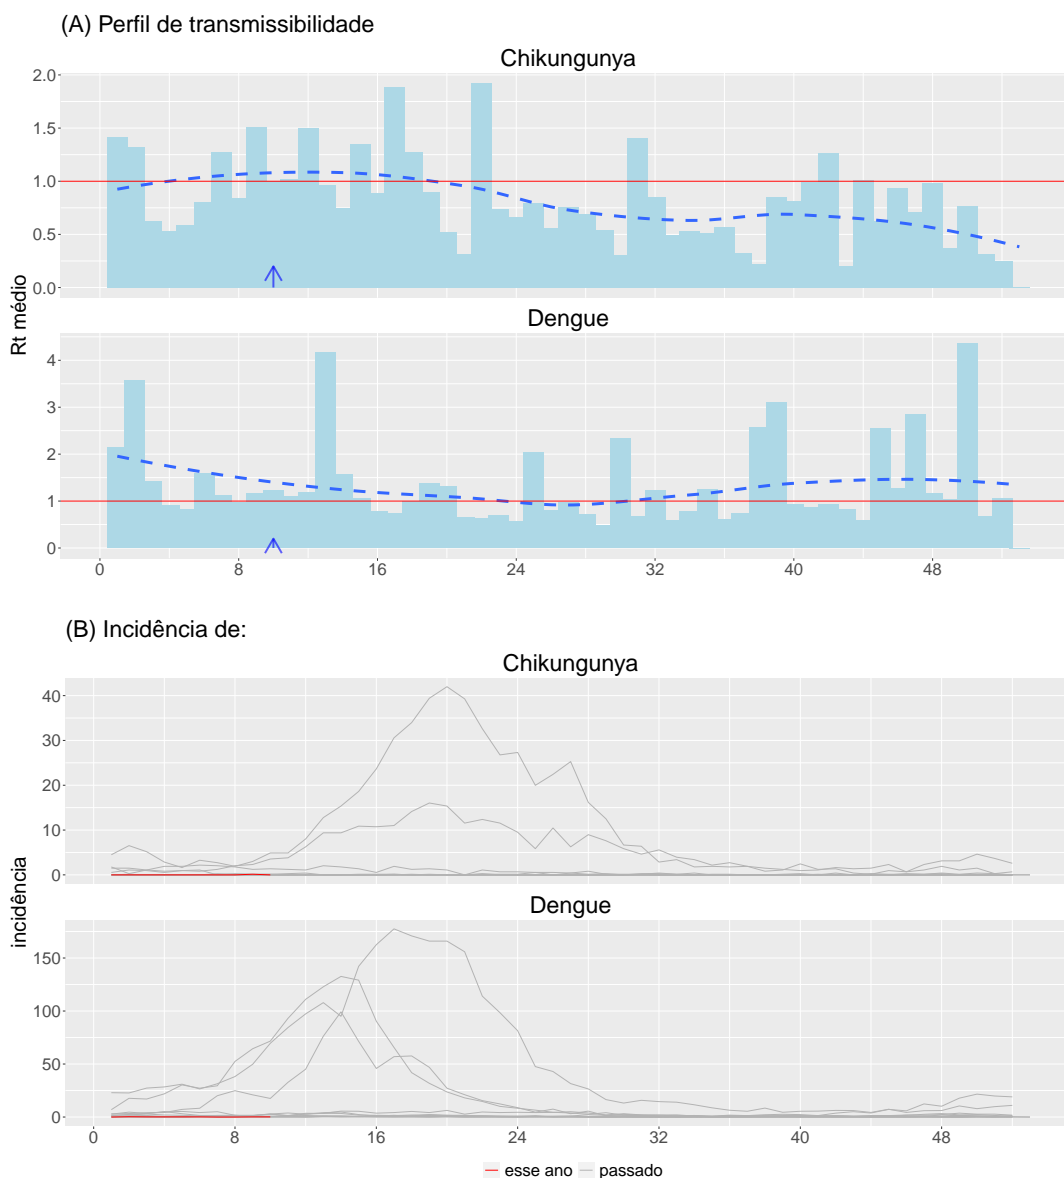 (A) Perfil de transmissibilidade
Chikungunya
2.0
1.5
1.0
0.5
0.0
Rt médio
Dengue
4
3
2
1
0
0 8 16 24 32 40 48
(B) Incidência de:
Chikungunya
40
30
20
10
0
incidência
Dengue
150
100
50
0
0 8 16 24 32 40 48
esse ano passado